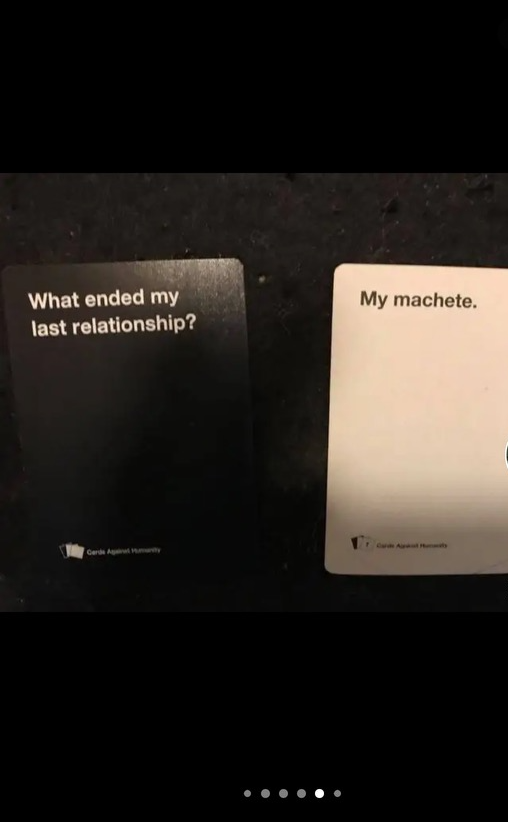 What ended my
last relationship?
Cards Against Humanity
My machete.
Cards Against Humanity